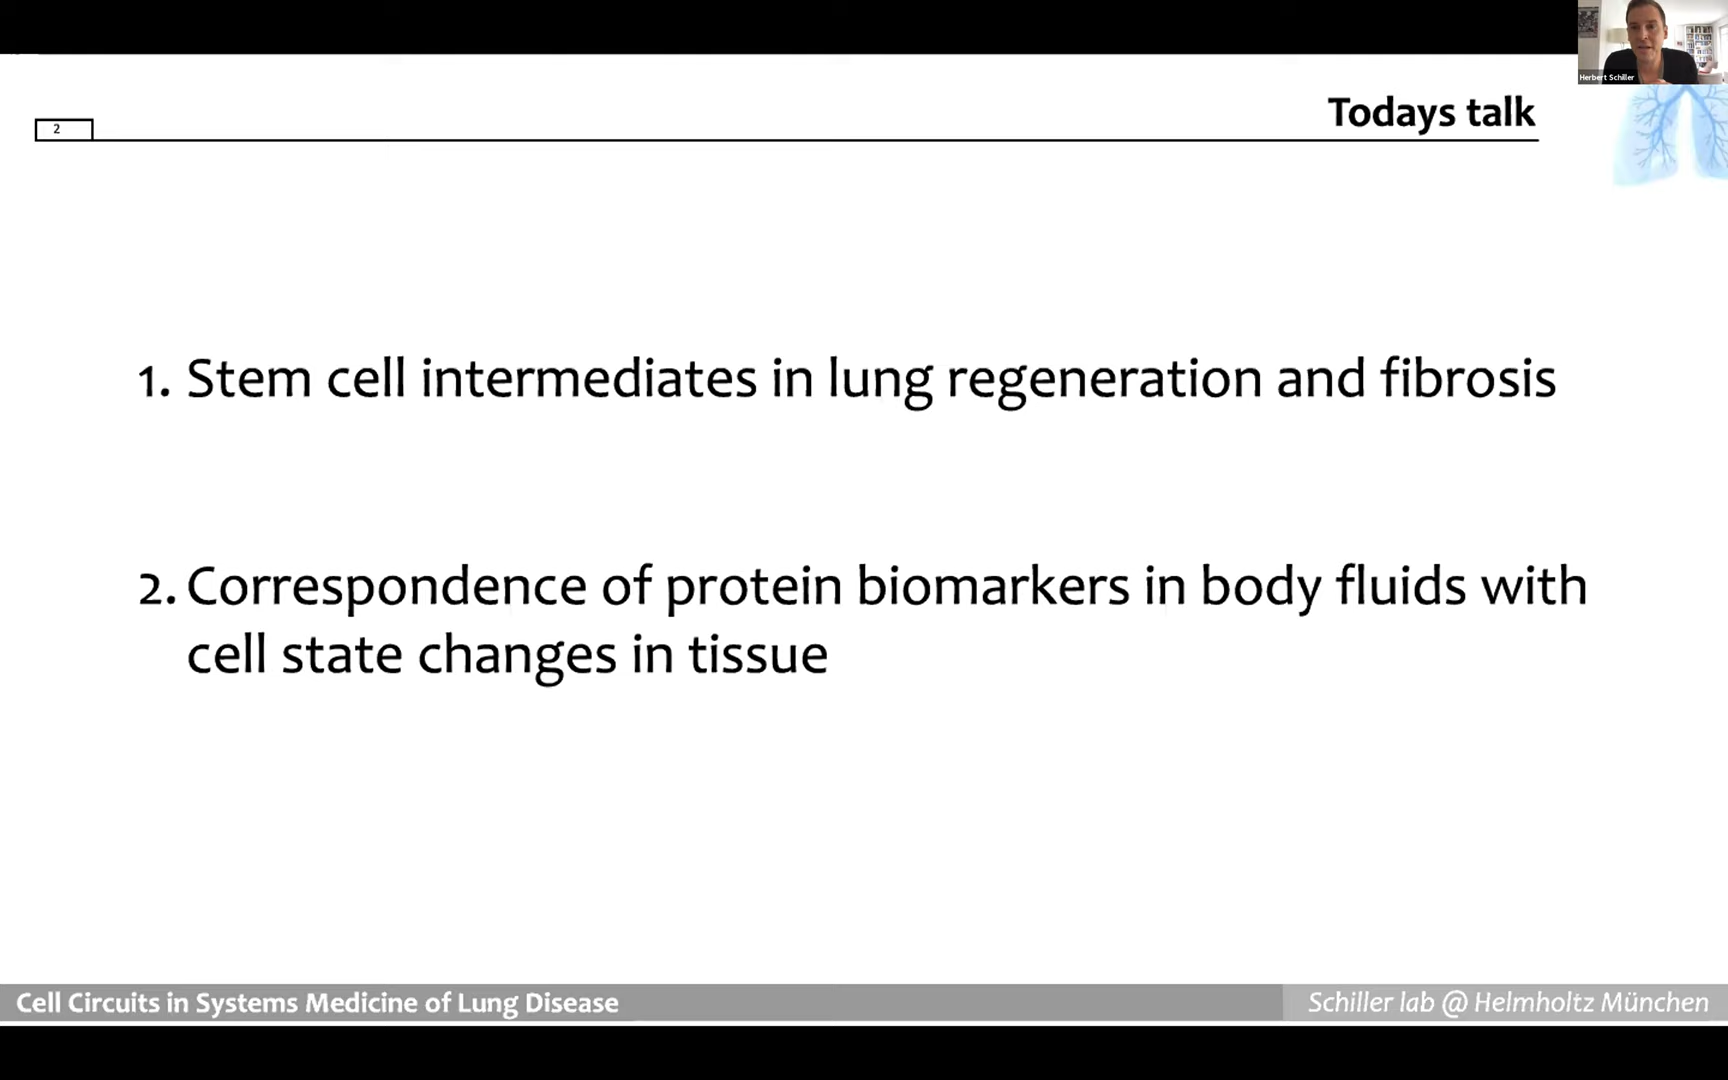 Herbert Schiller
Todays talk
2
1. Stem cell intermediates in lung regeneration and fibrosis
2. Correspondence of protein biomarkers in body fluids with
cell state changes in tissue
Cell Circuits in Systems Medicine of Lung Disease
Schiller lab @ Helmholtz München